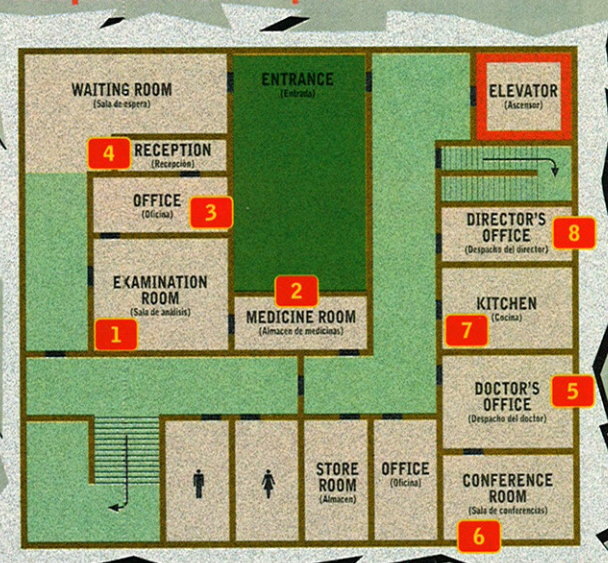 WAITING ROOM
(Sala de espera)
ENTRANCE
(Entrada)
ELEVATOR
(Ascensor)
4
RECEPTION
(Recepción)
OFFICE
(Oficina)
3
DIRECTOR'S
OFFICE
(Despacho del director)
8
EXAMINATION
ROOM
(Sala de análisis)
1
2
MEDICINE ROOM
(Almacen de medicinas)
KITCHEN
(Cocina)
7
DOCTOR'S
OFFICE
(Despacho del doctor)
5
STORE
ROOM
(Almacen)
OFFICE
(Oficina)
CONFERENCE
ROOM
(Sala de conferencias)
6